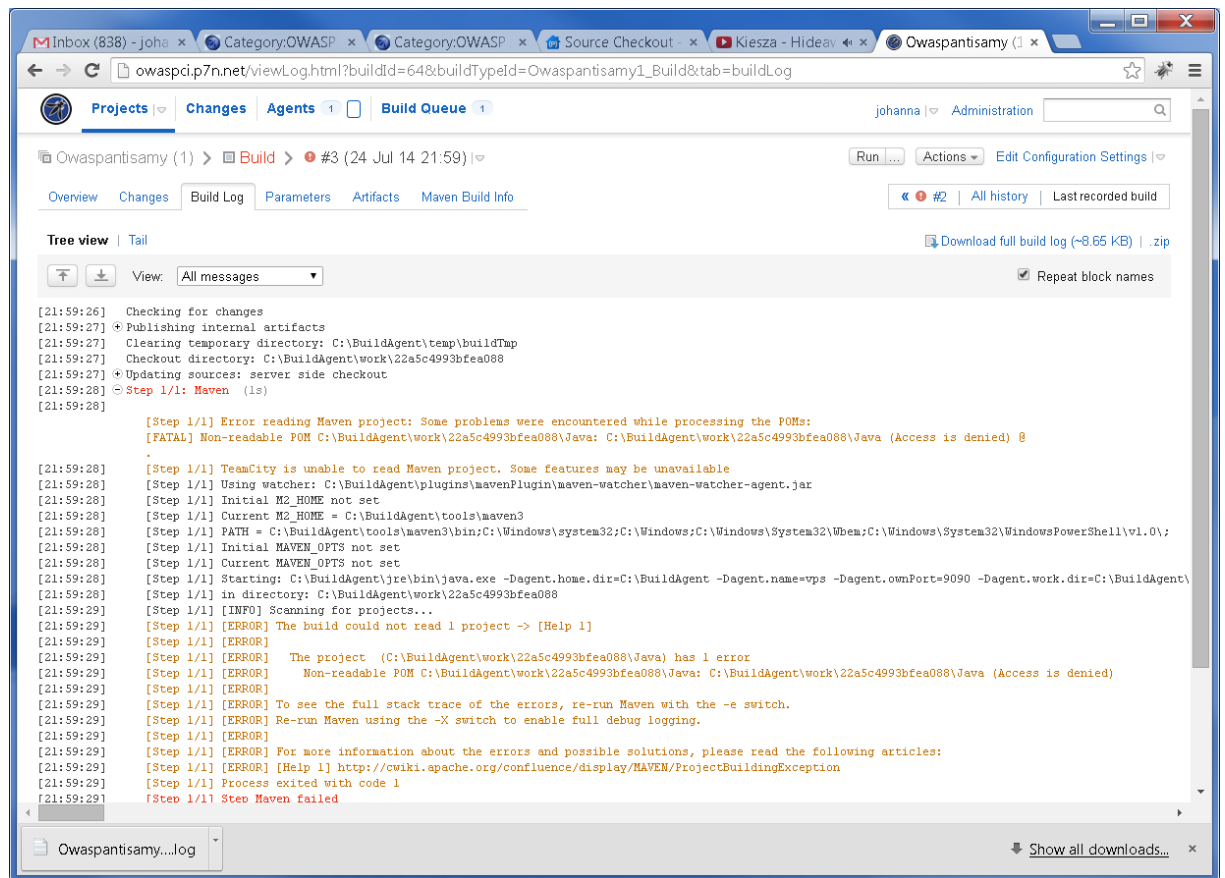 Inbox (838) - joha
Category:OWASP
Category:OWASP
Source Checkout -
Kiesza - Hideav
Owaspantisamy (1
owaspci.p7n.net/viewLog.html?buildId=64&buildTypeId=Owaspantisamy1_Build&tab=buildLog
Projects
Changes
Agents 1
Build Queue 1
johanna
Administration
Owaspantisamy (1) > Build > #3 (24 Jul 14 21:59)
Run ...
Actions
Edit Configuration Settings
Overview
Changes
Build Log
Parameters
Artifacts
Maven Build Info
« #2 | All history | Last recorded build
Tree view | Tail
Download full build log (~8.65 KB) | .zip
View: All messages
Repeat block names
[21:59:26] Checking for changes
[21:59:27] Publishing internal artifacts
[21:59:27] Clearing temporary directory: C:\BuildAgent\temp\buildTmp
[21:59:27] Checkout directory: C:\BuildAgent\work\22a5c4993bfea088
[21:59:27] Updating sources: server side checkout
[21:59:28] Step 1/1: Maven (1s)
[21:59:28]
[Step 1/1] Error reading Maven project: Some problems were encountered while processing the POMs:
[FATAL] Non-readable POM C:\BuildAgent\work\22a5c4993bfea088\Java: C:\BuildAgent\work\22a5c4993bfea088\Java (Access is denied) @
.
[21:59:28] [Step 1/1] TeamCity is unable to read Maven project. Some features may be unavailable
[21:59:28] [Step 1/1] Using watcher: C:\BuildAgent\plugins\mavenPlugin\maven-watcher\maven-watcher-agent.jar
[21:59:28] [Step 1/1] Initial M2_HOME not set
[21:59:28] [Step 1/1] Current M2_HOME = C:\BuildAgent\tools\maven3
[21:59:28] [Step 1/1] PATH = C:\BuildAgent\tools\maven3\bin;C:\Windows\system32;C:\Windows;C:\Windows\System32\Wbem;C:\Windows\System32\WindowsPowerShell\v1.0\;
[21:59:28] [Step 1/1] Initial MAVEN_OPTS not set
[21:59:28] [Step 1/1] Current MAVEN_OPTS not set
[21:59:28] [Step 1/1] Starting: C:\BuildAgent\jre\bin\java.exe -Dagent.home.dir=C:\BuildAgent -Dagent.name=vps -Dagent.ownPort=9090 -Dagent.work.dir=C:\BuildAgent\
[21:59:28] [Step 1/1] in directory: C:\BuildAgent\work\22a5c4993bfea088
[21:59:29] [Step 1/1] [INFO] Scanning for projects...
[21:59:29] [Step 1/1] [ERROR] The build could not read 1 project -> [Help 1]
[21:59:29] [Step 1/1] [ERROR]
[21:59:29] [Step 1/1] [ERROR] The project (C:\BuildAgent\work\22a5c4993bfea088\Java) has 1 error
[21:59:29] [Step 1/1] [ERROR] Non-readable POM C:\BuildAgent\work\22a5c4993bfea088\Java: C:\BuildAgent\work\22a5c4993bfea088\Java (Access is denied)
[21:59:29] [Step 1/1] [ERROR]
[21:59:29] [Step 1/1] [ERROR] To see the full stack trace of the errors, re-run Maven with the -e switch.
[21:59:29] [Step 1/1] [ERROR] Re-run Maven using the -X switch to enable full debug logging.
[21:59:29] [Step 1/1] [ERROR]
[21:59:29] [Step 1/1] [ERROR] For more information about the errors and possible solutions, please read the following articles:
[21:59:29] [Step 1/1] [ERROR] [Help 1] http://cwiki.apache.org/confluence/display/MAVEN/ProjectBuildingException
[21:59:29] [Step 1/1] Process exited with code 1
[21:59:29] [Step 1/1] Step Maven failed
Owaspantisamy....log
Show all downloads...